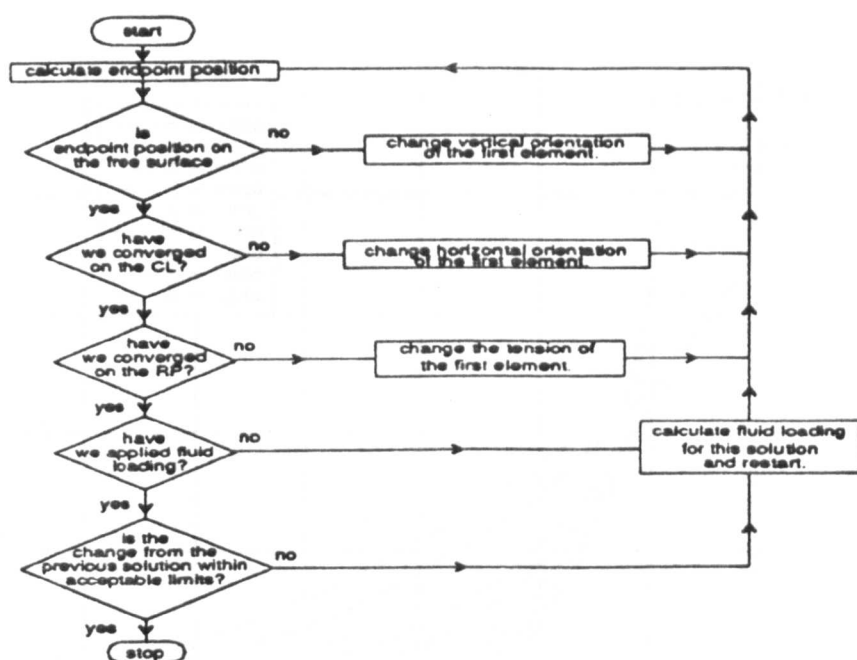 start
calculate endpoint position
is
endpoint position on
the free surface
no
change vertical orientation
of the first element.
yes
have
we converged
on the CL?
no
change horizontal orientation
of the first element.
yes
have
we converged
on the RP?
no
change the tension of
the first element.
yes
have
we applied fluid
loading?
no
calculate fluid loading
for this solution
and restart.
yes
is the
change from the
previous solution within
acceptable limits?
no
yes
stop